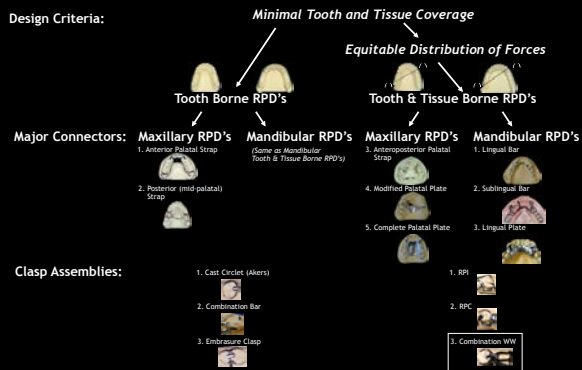 Design Criteria:
Minimal Tooth and Tissue Coverage
Equitable Distribution of Forces
Tooth Borne RPD's
Tooth & Tissue Borne RPD's
Major Connectors:
Maxillary RPD's
1. Anterior Palatal Strap
2. Posterior (mid-palatal)
Strap
Mandibular RPD's
(Same as Mandibular
Tooth & Tissue Borne RPD's)
Maxillary RPD's
3. Anteroposterior Palatal
Strap
4. Modified Palatal Plate
5. Complete Palatal Plate
Mandibular RPD's
1. Lingual Bar
2. Sublingual Bar
3. Lingual Plate
Clasp Assemblies:
1. Cast Circlet (Akers)
2. Combination Bar
3. Embrasure Clasp
1. RPI
2. RPC
3. Combination WW